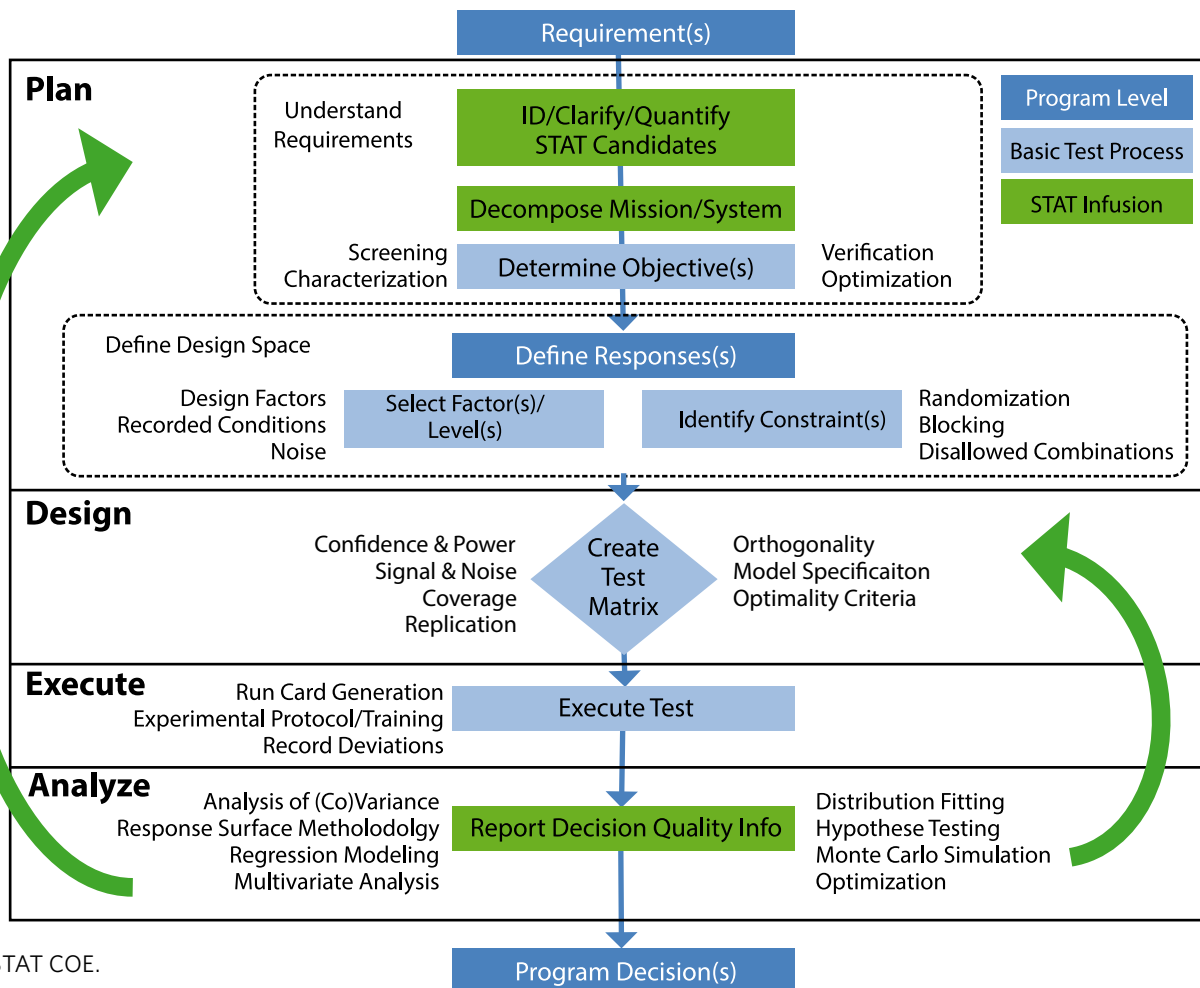 Requirement(s)
Plan
Understand
Requirements
ID/Clarify/Quantify
STAT Candidates
Program Level
Basic Test Process
STAT Infusion
Decompose Mission/System
Screening
Characterization
Determine Objective(s)
Verification
Optimization
Define Design Space
Define Responses(s)
Design Factors
Recorded Conditions
Noise
Select Factor(s)/
Level(s)
Identify Constraint(s)
Randomization
Blocking
Disallowed Combinations
Design
Confidence & Power
Signal & Noise
Coverage
Replication
Create
Test
Matrix
Orthogonality
Model Specificaiton
Optimality Criteria
Execute
Run Card Generation
Experimental Protocol/Training
Record Deviations
Execute Test
Analyze
Analysis of (Co)Variance
Response Surface Metholodolgy
Regression Modeling
Multivariate Analysis
Report Decision Quality Info
Distribution Fitting
Hypothese Testing
Monte Carlo Simulation
Optimization
STAT COE.
Program Decision(s)